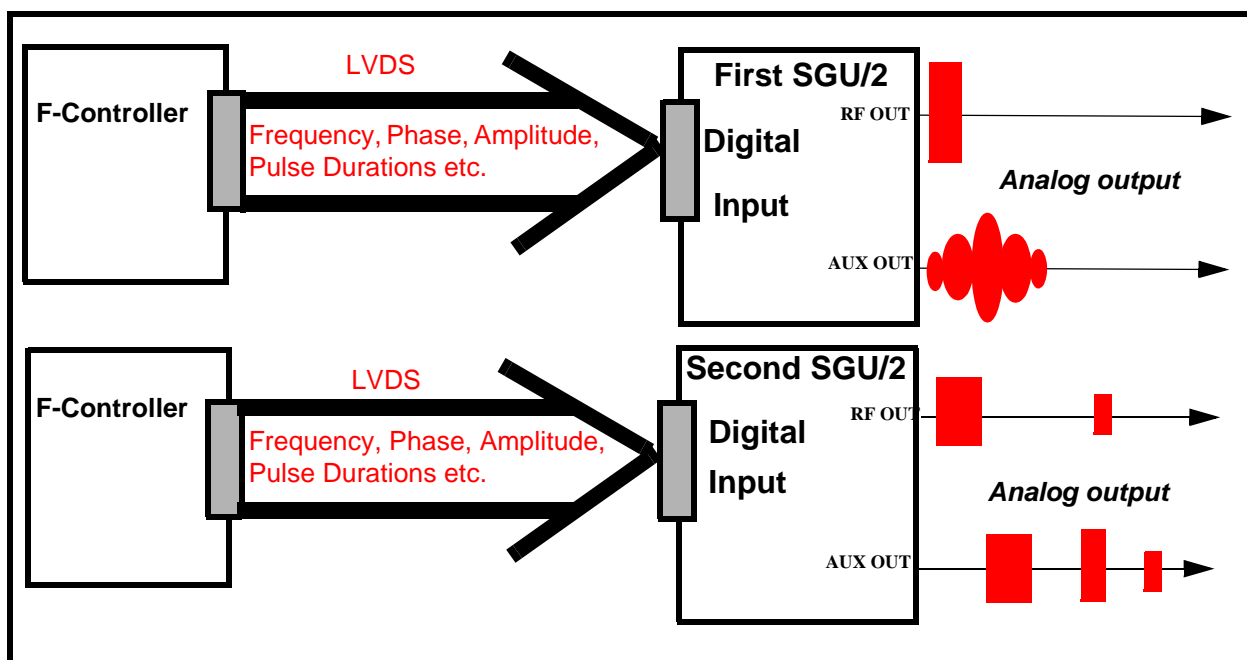 F-Controller
LVDS
Frequency, Phase, Amplitude,
Pulse Durations etc.
First SGU/2
Digital
Input
RF OUT
Analog output
AUX OUT
F-Controller
LVDS
Frequency, Phase, Amplitude,
Pulse Durations etc.
Second SGU/2
Digital
Input
RF OUT
Analog output
AUX OUT